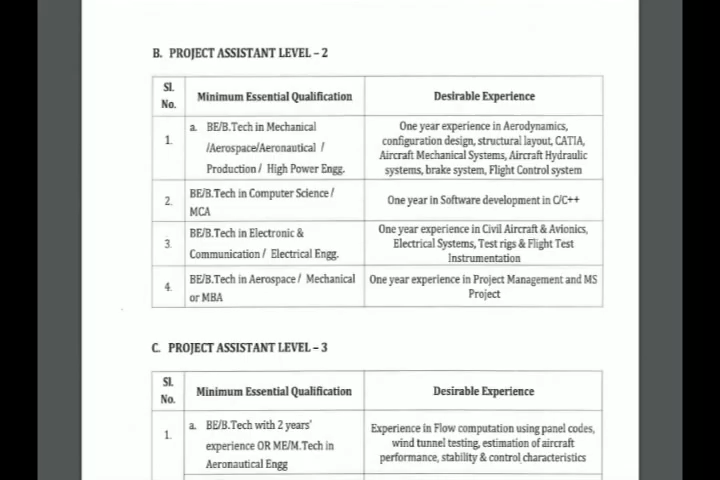 B. PROJECT ASSISTANT LEVEL – 2
Sl. No.
Minimum Essential Qualification
Desirable Experience
1.
a. BE/B.Tech in Mechanical
/Aerospace/Aeronautical /
Production / High Power Engg.
One year experience in Aerodynamics,
configuration design, structural layout, CATIA,
Aircraft Mechanical Systems, Aircraft Hydraulic
systems, brake system, Flight Control system
2.
BE/B.Tech in Computer Science /
MCA
One year in Software development in C/C++
3.
BE/B.Tech in Electronic &
Communication / Electrical Engg.
One year experience in Civil Aircraft & Avionics,
Electrical Systems, Test rigs & Flight Test
Instrumentation
4.
BE/B.Tech in Aerospace / Mechanical
or MBA
One year experience in Project Management and MS
Project
C. PROJECT ASSISTANT LEVEL – 3
Sl. No.
Minimum Essential Qualification
Desirable Experience
1.
a. BE/B.Tech with 2 years'
experience OR ME/M.Tech in
Aeronautical Engg
Experience in Flow computation using panel codes,
wind tunnel testing, estimation of aircraft
performance, stability & control characteristics